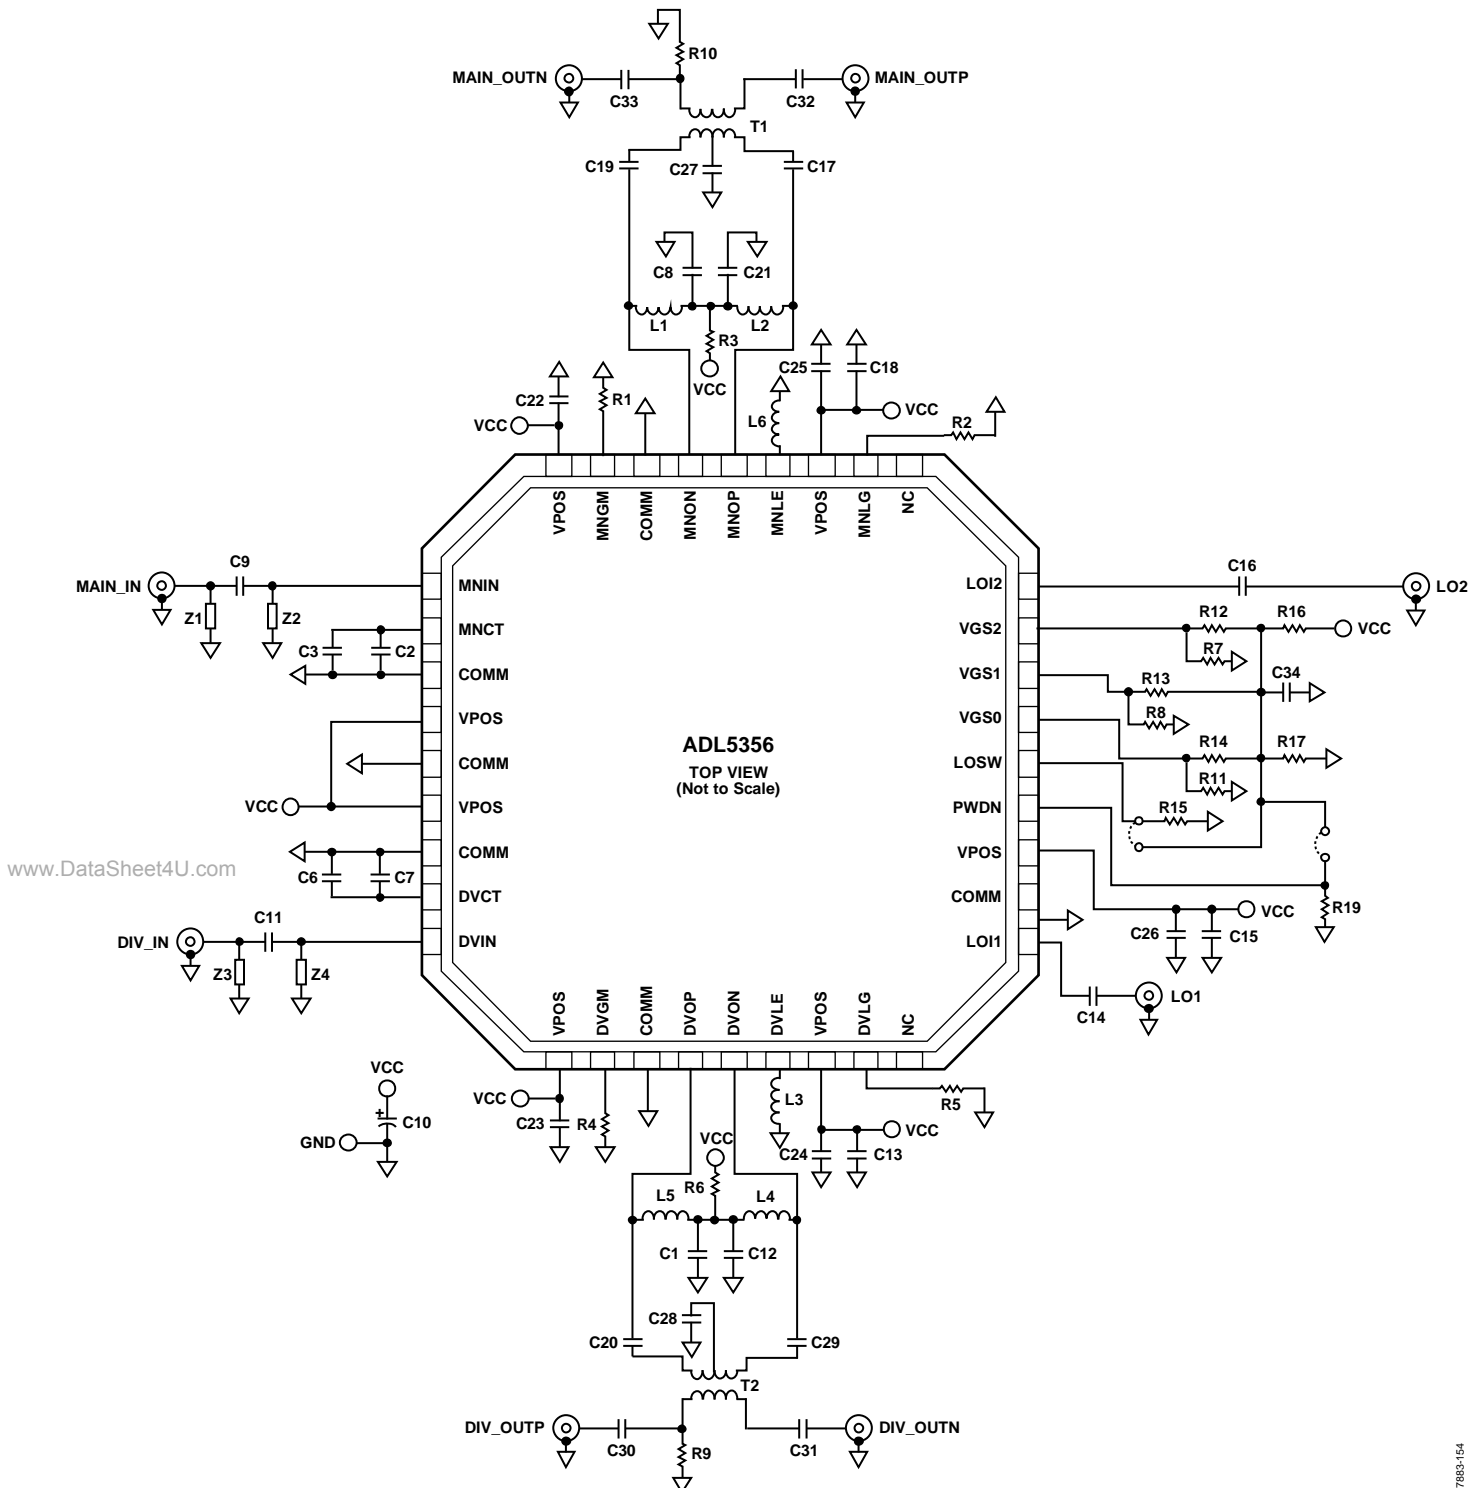 R10
MAIN_OUTN
MAIN_OUTP
C33
C32
T1
C19
C27
C17
C8
C21
L1
L2
R3
VCC
C25
C18
C22
R1
L6
VCC
R2
VCC
VPOS
MNGM
COMM
MNON
MNOP
MNLE
VPOS
MNLG
NC
C9
C16
MAIN_IN
MNIN
LOI2
LO2
Z1
Z2
R12
R16
MNCT
VGS2
VCC
C3
C2
R7
COMM
VGS1
R13
C34
VPOS
VGS0
R8
ADL5356
R14
R17
COMM
TOP VIEW
LOSW
(Not to Scale)
R11
VCC
VPOS
PWDN
R15
www.DataSheet4U.com
COMM
VPOS
C6
C7
DVCT
COMM
R19
C11
VCC
DIV_IN
DVIN
LOI1
C26
C15
Z3
Z4
LO1
C14
VPOS
DVGM
COMM
DVOP
DVON
DVLE
VPOS
DVLG
NC
VCC
VCC
L3
R5
C10
C23
R4
VCC
GND
VCC
C24
C13
R6
L5
L4
C1
C12
C28
C20
C29
T2
DIV_OUTP
DIV_OUTN
C30
C31
R9
7883-154